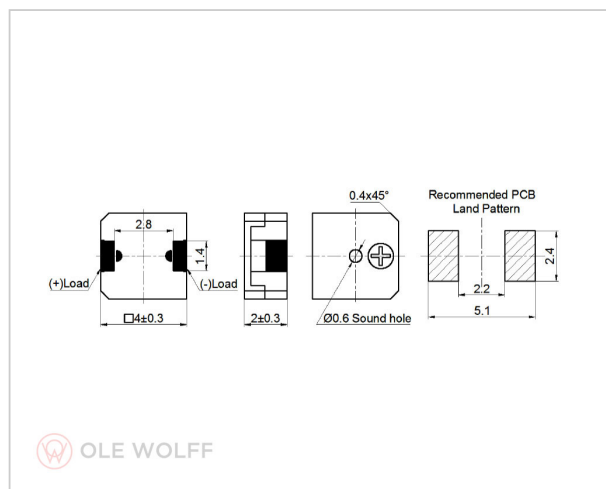 0.4x45°
Recommended PCB
Land Pattern
2.8
1.4
2.4
(+)Load
(-)Load
2.2
□4±0.3
2±0.3
Ø0.6 Sound hole
5.1
OLE WOLFF